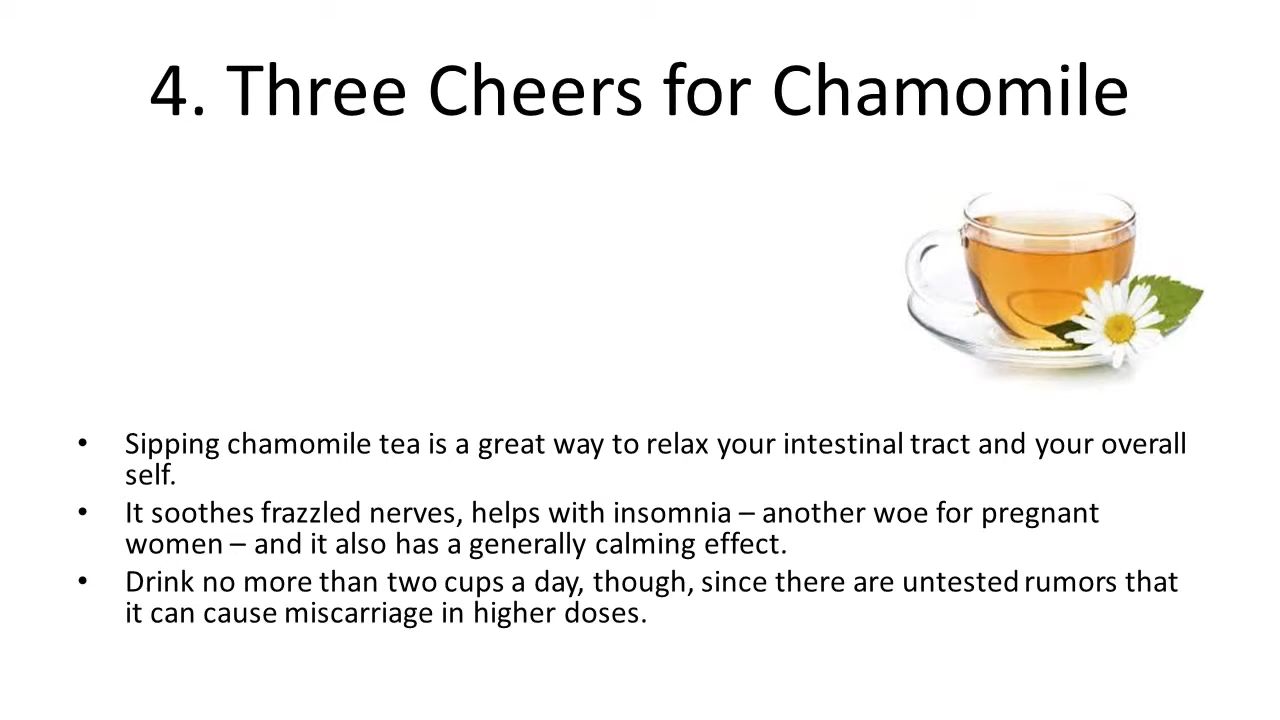 4. Three Cheers for Chamomile
• Sipping chamomile tea is a great way to relax your intestinal tract and your overall
self.
• It soothes frazzled nerves, helps with insomnia – another woe for pregnant
women – and it also has a generally calming effect.
• Drink no more than two cups a day, though, since there are untested rumors that
it can cause miscarriage in higher doses.